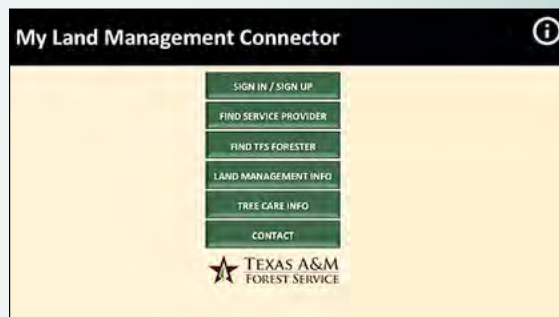 My Land Management Connector
SIGN IN / SIGN UP
FIND SERVICE PROVIDER
FIND TFS FORESTER
LAND MANAGEMENT INFO
TREE CARE INFO
CONTACT
TEXAS A&M
FOREST SERVICE